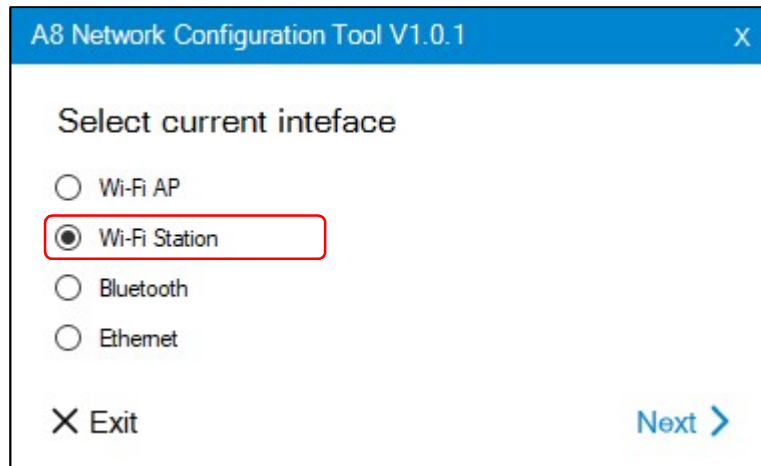 A8 Network Configuration Tool V1.0.1 X
Select current inteface
Wi-Fi AP
Wi-Fi Station
Bluetooth
Ethernet
Exit Next